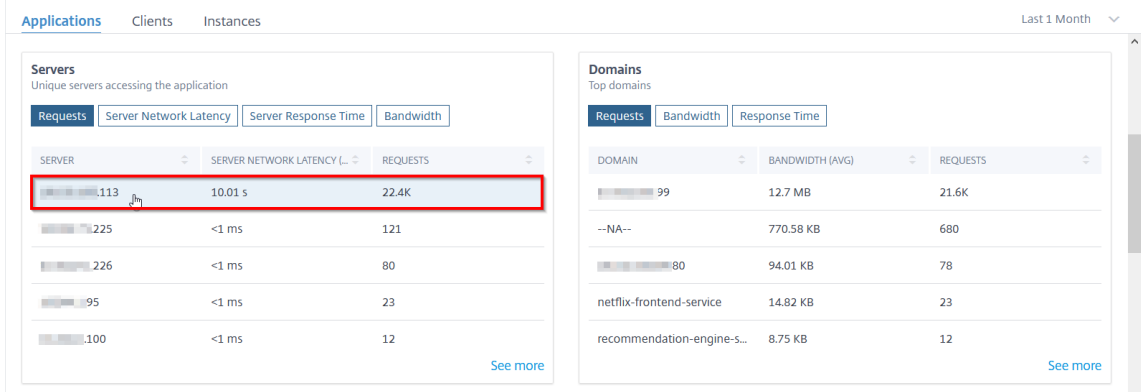 Applications Clients Instances Last 1 Month
Servers
Unique servers accessing the application
Requests Server Network Latency Server Response Time Bandwidth
SERVER SERVER NETWORK LATENCY (... REQUESTS
.113 10.01 s 22.4K
.225 <1 ms 121
.226 <1 ms 80
95 <1 ms 23
.100 <1 ms 12
See more
Domains
Top domains
Requests Bandwidth Response Time
DOMAIN BANDWIDTH (AVG) REQUESTS
99 12.7 MB 21.6K
--NA-- 770.58 KB 680
80 94.01 KB 78
netflix-frontend-service 14.82 KB 23
recommendation-engine-s... 8.75 KB 12
See more